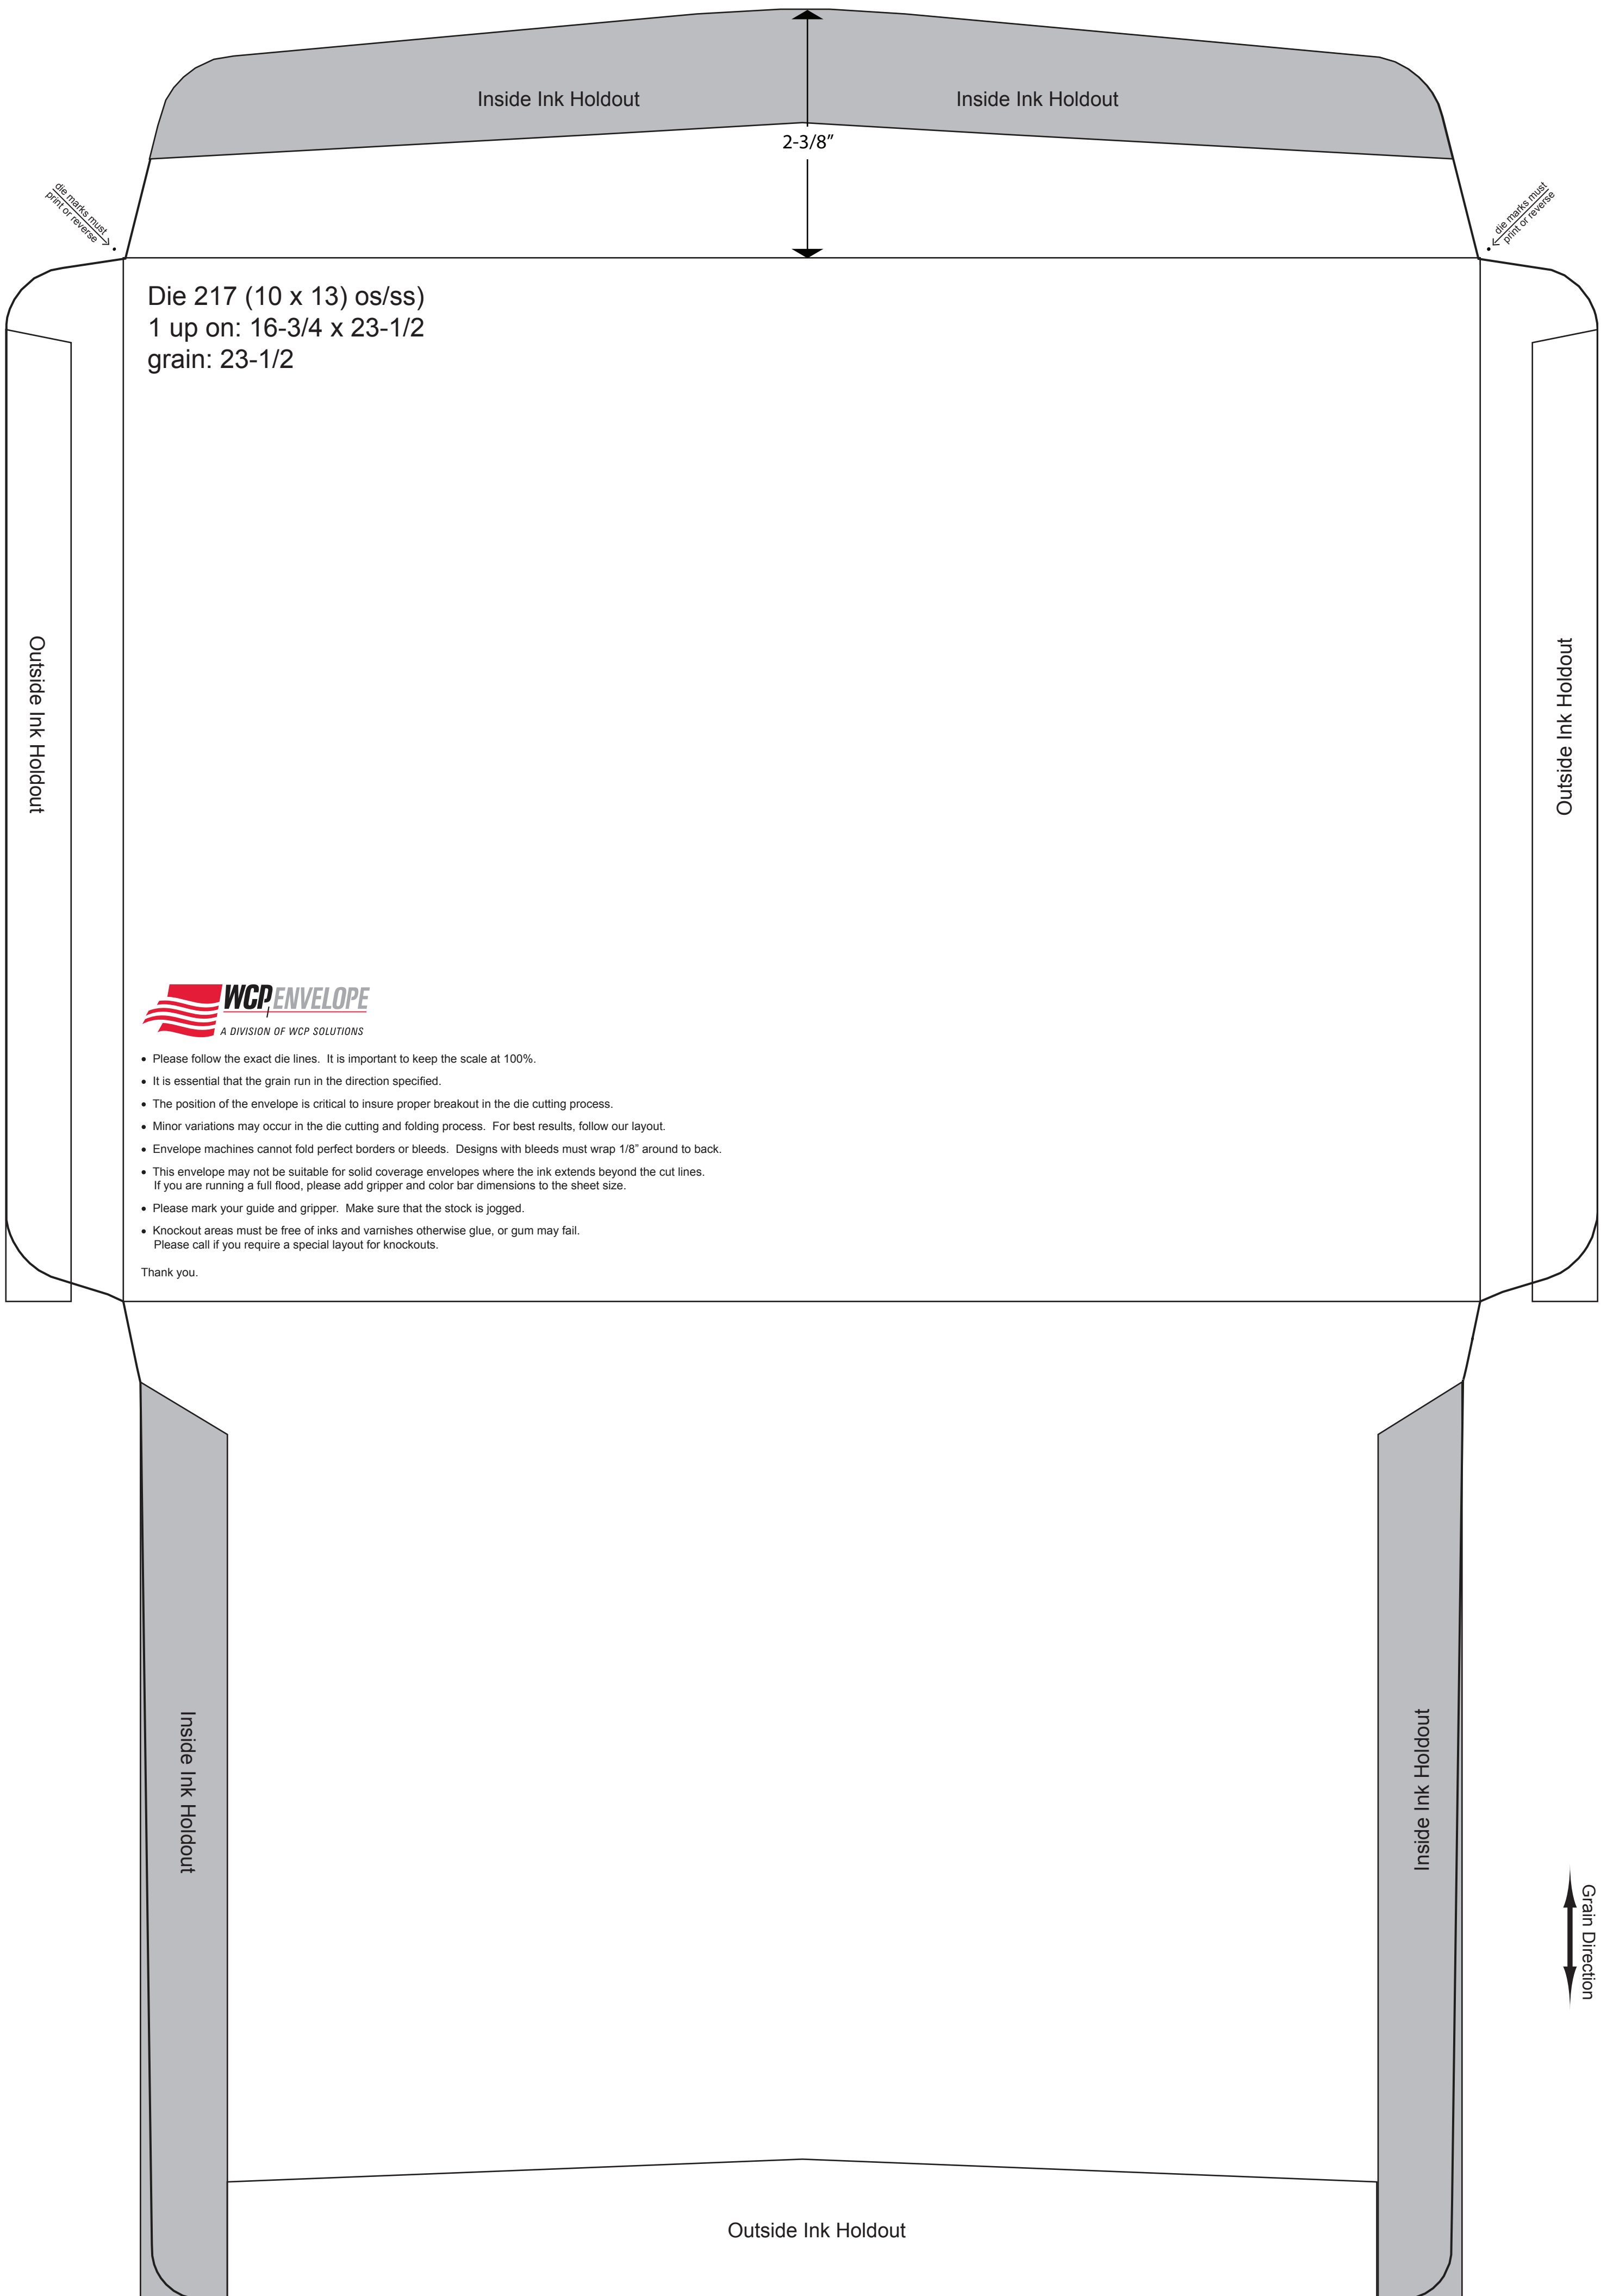 Inside Ink Holdout
Inside Ink Holdout
2-3/8”
die marks must
print or reverse
die marks must
print or reverse
Die 217 (10 x 13) os/ss)
1 up on: 16-3/4 x 23-1/2
grain: 23-1/2
Outside Ink Holdout
Outside Ink Holdout
WCP ENVELOPE
A DIVISION OF WCP SOLUTIONS
• Please follow the exact die lines. It is important to keep the scale at 100%.
• It is essential that the grain run in the direction specified.
• The position of the envelope is critical to insure proper breakout in the die cutting process.
• Minor variations may occur in the die cutting and folding process. For best results, follow our layout.
• Envelope machines cannot fold perfect borders or bleeds. Designs with bleeds must wrap 1/8” around to back.
• This envelope may not be suitable for solid coverage envelopes where the ink extends beyond the cut lines.
If you are running a full flood, please add gripper and color bar dimensions to the sheet size.
• Please mark your guide and gripper. Make sure that the stock is jogged.
• Knockout areas must be free of inks and varnishes otherwise glue, or gum may fail.
Please call if you require a special layout for knockouts.
Thank you.
Inside Ink Holdout
Inside Ink Holdout
Grain Direction
Outside Ink Holdout